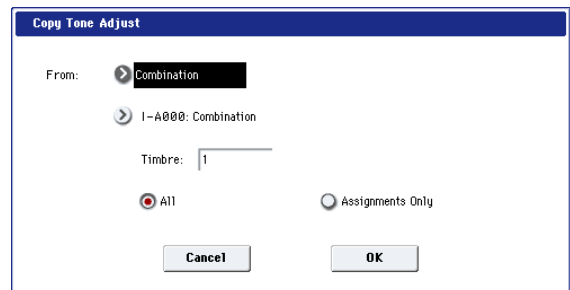 Copy Tone Adjust
From: Combination
I-A000: Combination
Timbre: 1
All Assignments Only
Cancel OK